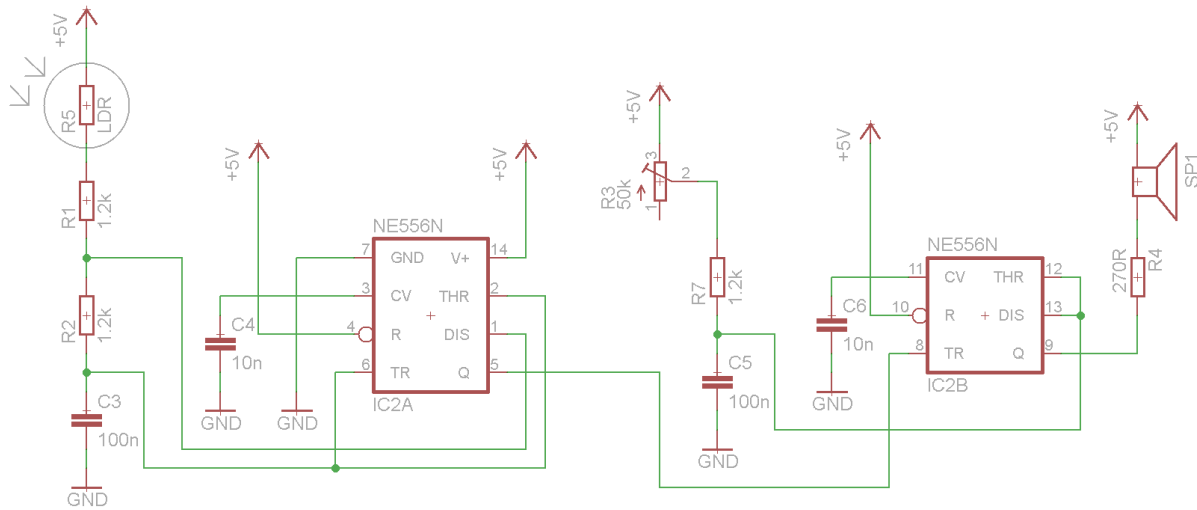 +5V
R5
LDR
R1
1.2k
R2
1.2k
C3
100n
GND
+5V
C4
10n
GND
GND
NE556N
7
GND
V+
14
3
CV
THR
2
4
R
DIS
1
6
TR
Q
5
IC2A
+5V
+5V
3
2
1
R3
50k
R7
1.2k
C5
100n
GND
+5V
C6
10n
GND
NE556N
11
CV
THR
12
10
R
DIS
13
8
TR
Q
9
IC2B
+5V
SP1
270R
R4